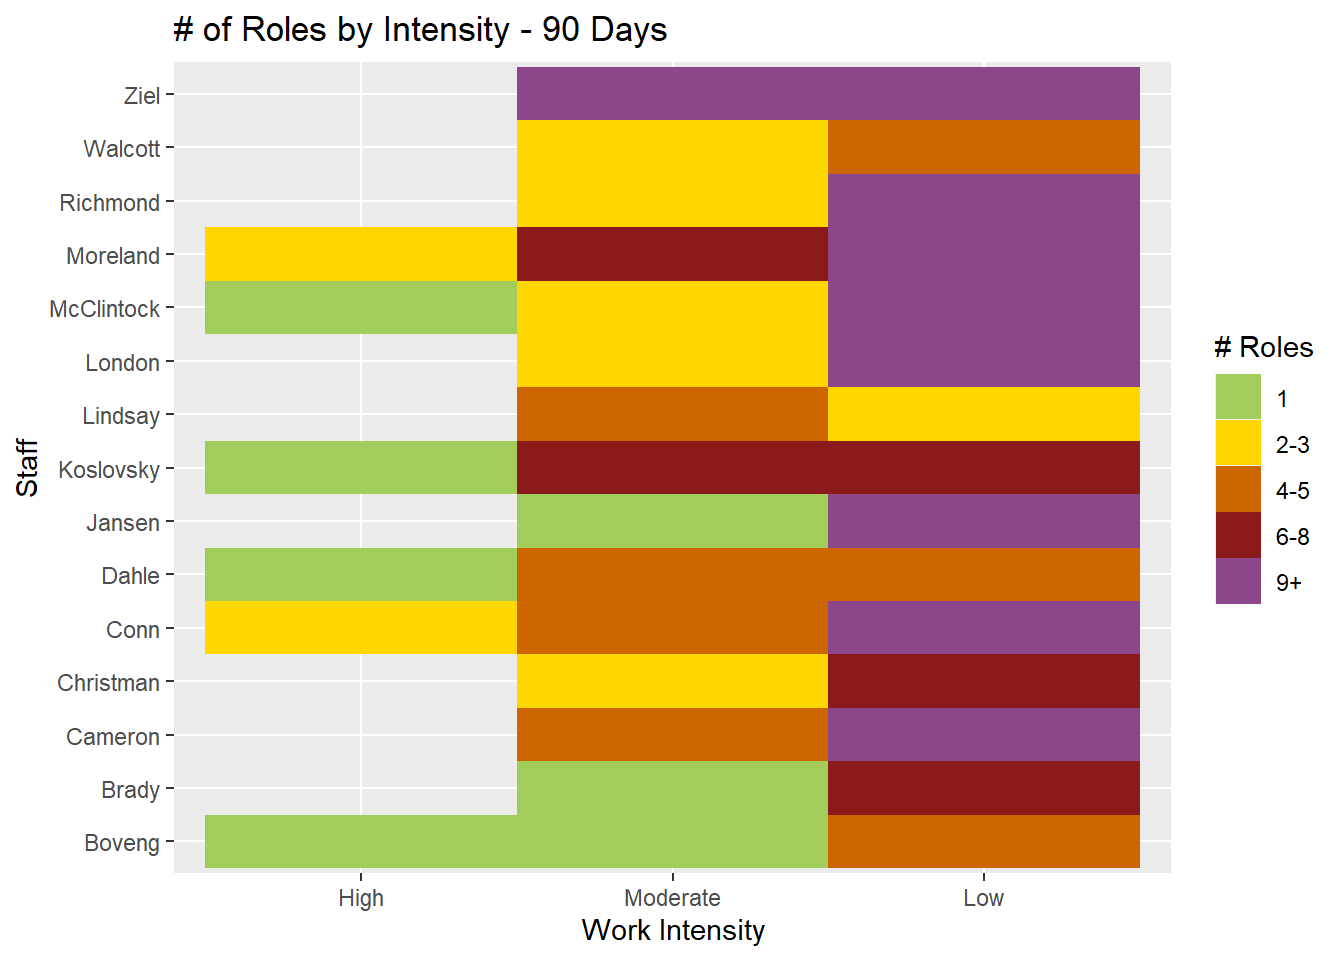 # of Roles by Intensity - 90 Days
Ziel
Walcott
Richmond
Moreland
McClintock
London
Lindsay
Koslovsky
Jansen
Dahle
Conn
Christman
Cameron
Brady
Boveng
Staff
High
Moderate
Low
Work Intensity
# Roles
1
2-3
4-5
6-8
9+